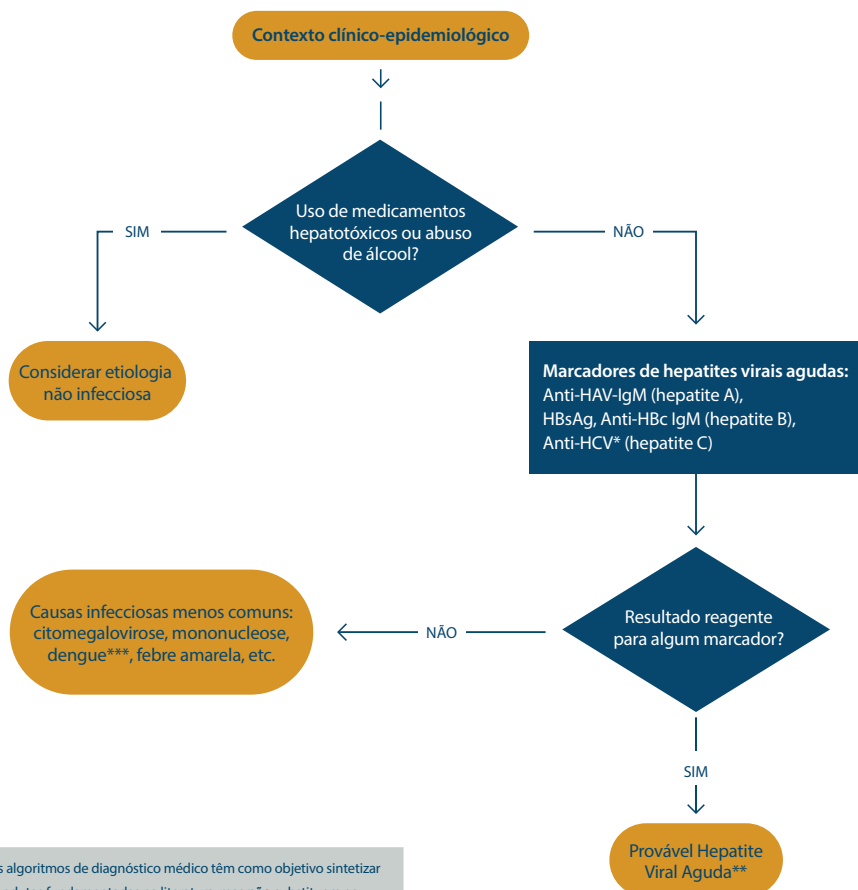 Contexto clínico-epidemiológico
Uso de medicamentos
hepatotóxicos ou abuso
de álcool?
SIM
NÃO
Considerar etiologia
não infecciosa
Marcadores de hepatites virais agudas:
Anti-HAV-IgM (hepatite A),
HBsAg, Anti-HBc IgM (hepatite B),
Anti-HCV* (hepatite C)
Resultado reagente
para algum marcador?
NÃO
Causas infecciosas menos comuns:
citomegalovirose, mononucleose,
dengue***, febre amarela, etc.
SIM
Provável Hepatite
Viral Aguda**
s algoritmos de diagnóstico médico têm como objetivo sintetizar